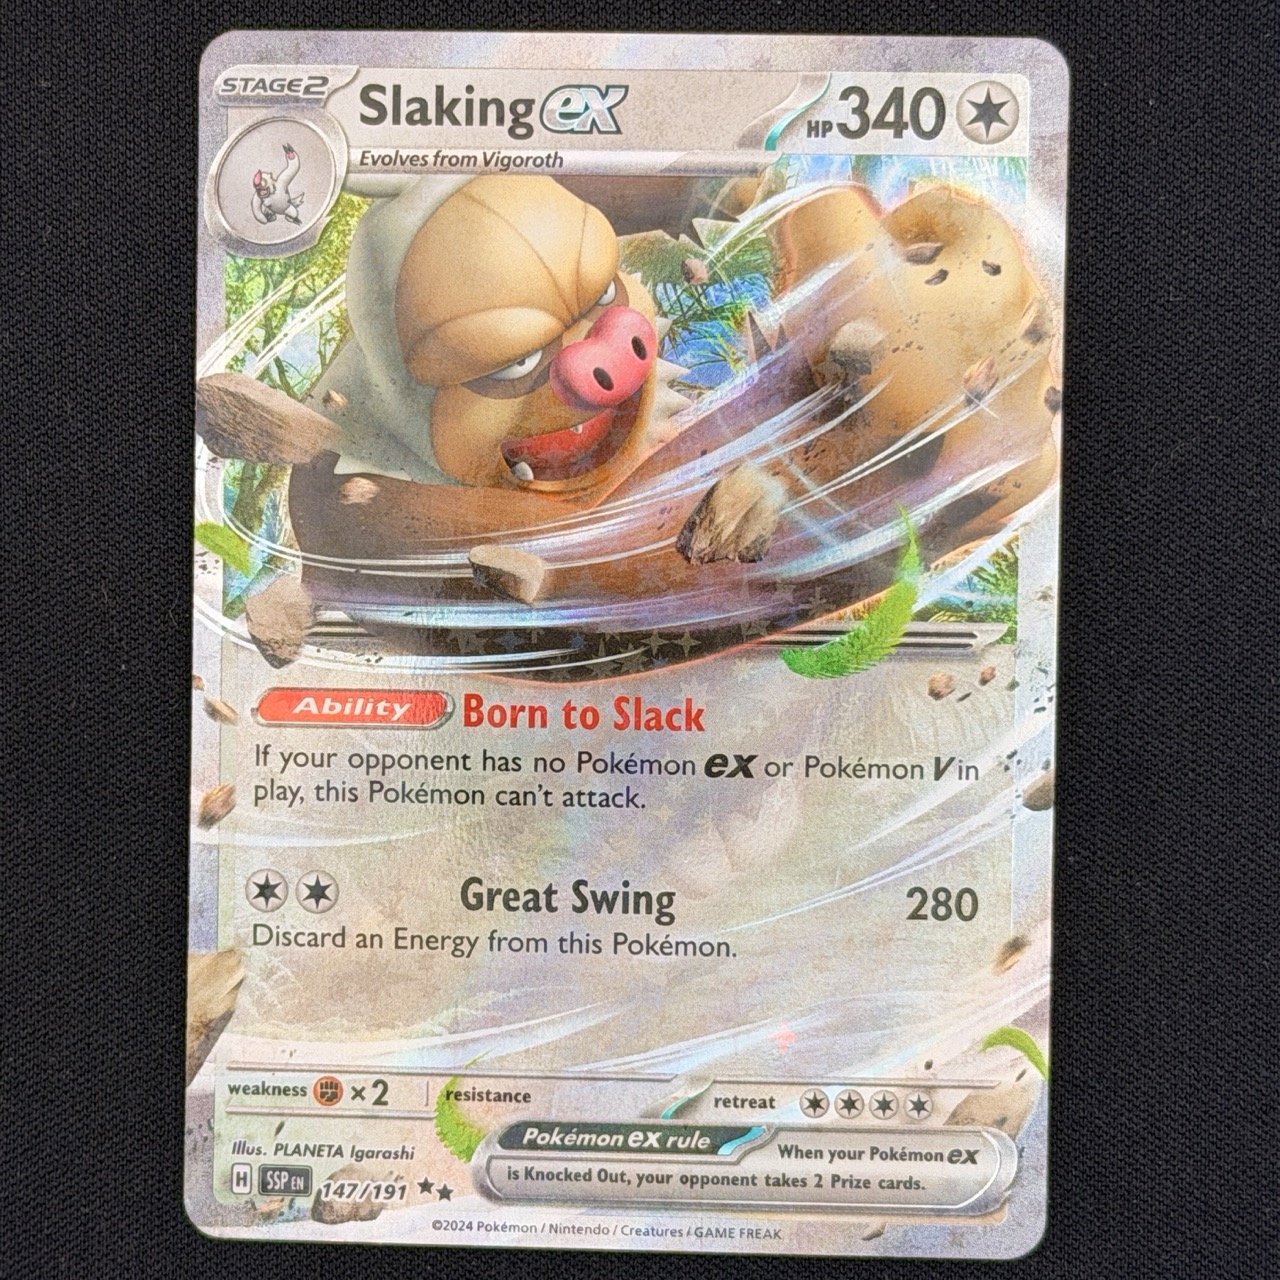 STAGE2
Slaking ex
HP 340
Evolves from Vigoroth
Ability Born to Slack
If your opponent has no Pokémon ex or Pokémon V in
play, this Pokémon can't attack.
Great Swing 280
Discard an Energy from this Pokémon.
weakness ×2 resistance retreat
Illus. PLANETA Igarashi
Pokémon ex rule When your Pokémon ex
is Knocked Out, your opponent takes 2 Prize cards.
H SSP EN 147/191 ★★
©2024 Pokémon / Nintendo / Creatures / GAME FREAK